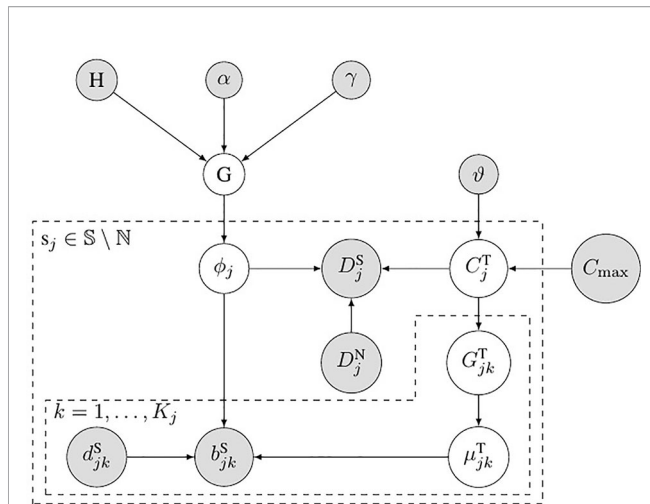 H α γ
G ϑ
s_j ∈ 𝕊 \ ℕ
ϕ_j D_j^S C_j^T C_max
D_j^N G_jk^T
k = 1, . . . , K_j
d_jk^S b_jk^S μ_jk^T